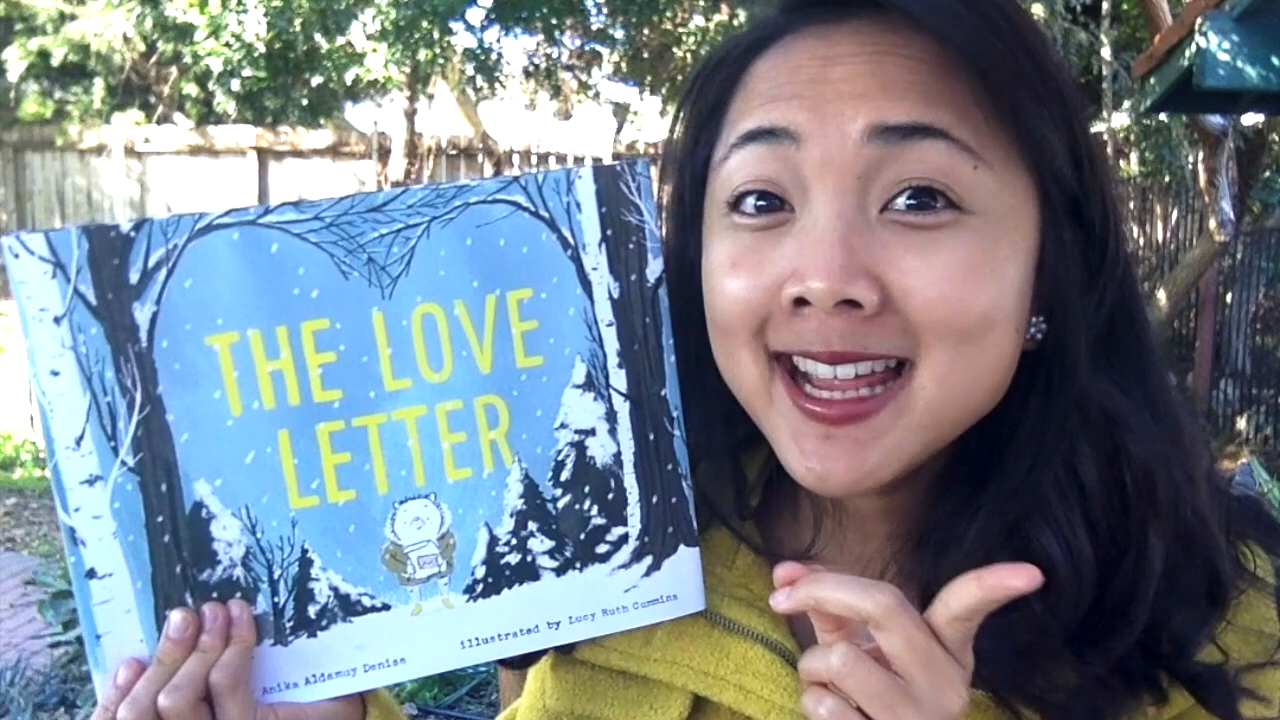 THE LOVE
LETTER
Anika Aldamuy Denise
illustrated by Lucy Ruth Cummins